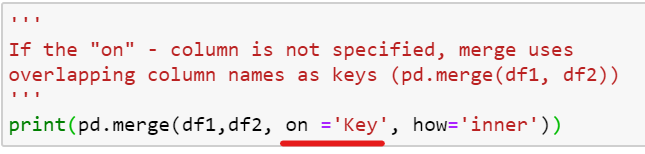 '''
If the "on" - column is not specified, merge uses
overlapping column names as keys (pd.merge(df1, df2))
'''
print(pd.merge(df1,df2, on ='Key', how='inner'))